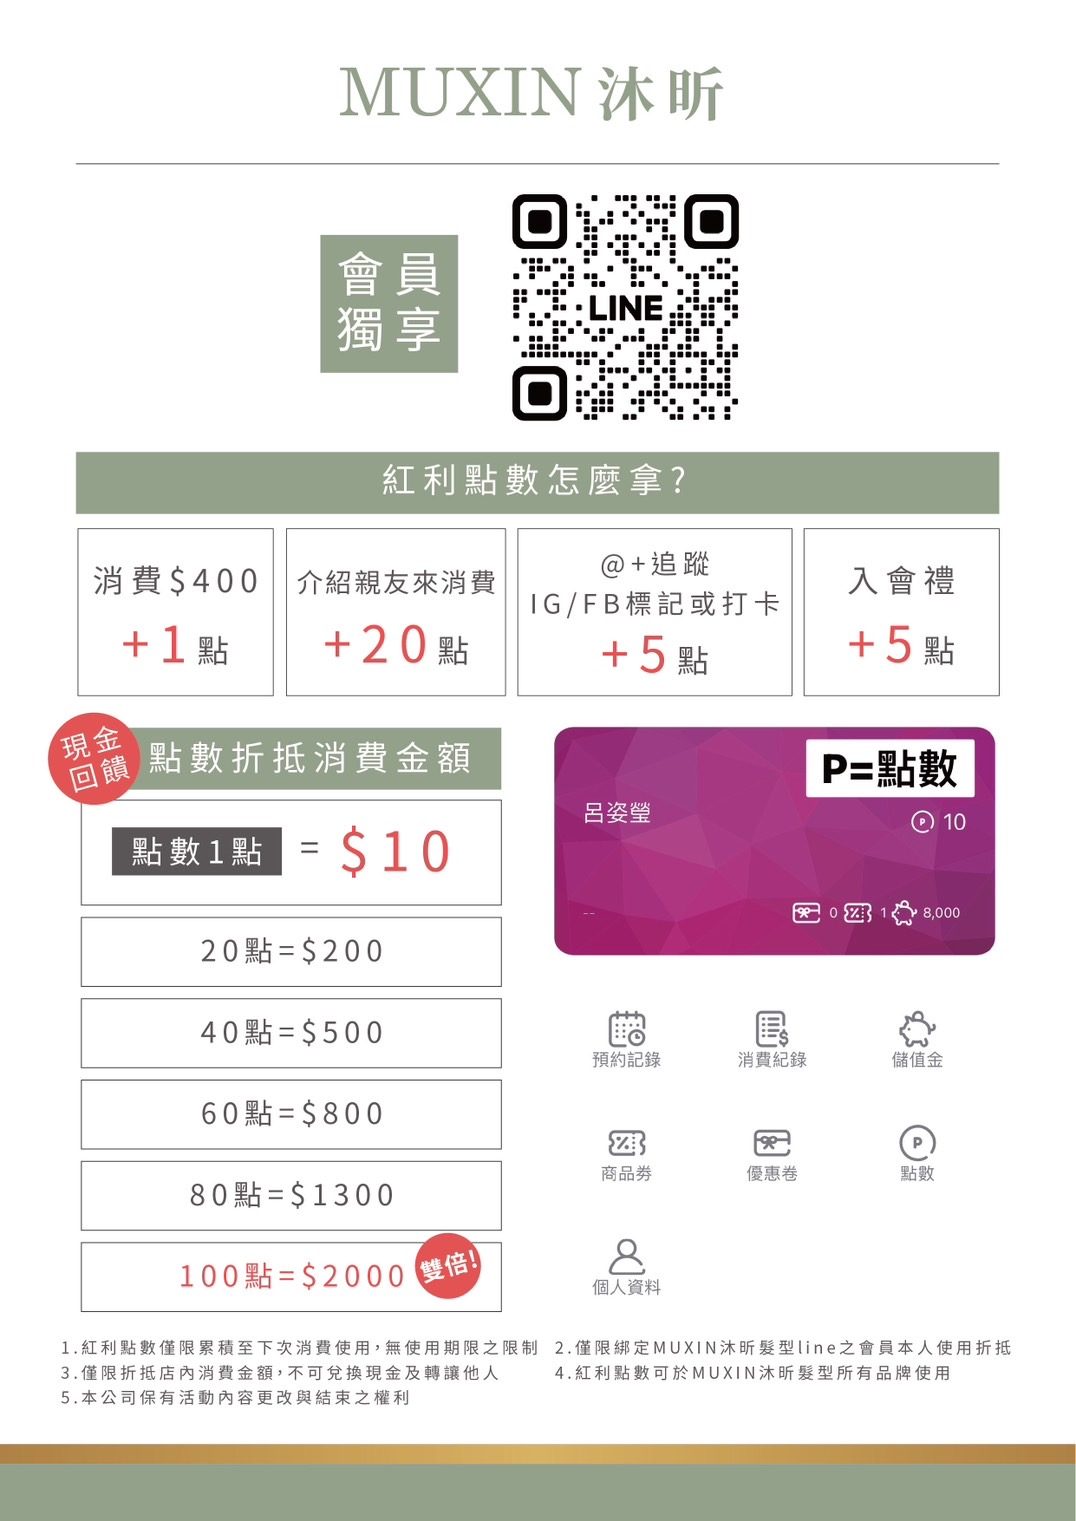 MUXIN 沐昕
會員
獨享
LINE
紅利點數怎麼拿?
消費$400
+1點
介紹親友來消費
+20點
@+追蹤
IG/FB標記或打卡
+5點
入會禮
+5點
現金
回饋
點數折抵消費金額
點數1點 = $10
20點=$200
40點=$500
60點=$800
80點=$1300
100點=$2000
雙倍!
P=點數
呂姿瑩
P 10
--
0 1 8,000
預約記錄
消費紀錄
儲值金
商品券
優惠卷
P
點數
個人資料
1.紅利點數僅限累積至下次消費使用,無使用期限之限制
2.僅限綁定MUXIN沐昕髮型line之會員本人使用折抵
3.僅限折抵店內消費金額,不可兌換現金及轉讓他人
4.紅利點數可於MUXIN沐昕髮型所有品牌使用
5.本公司保有活動內容更改與結束之權利